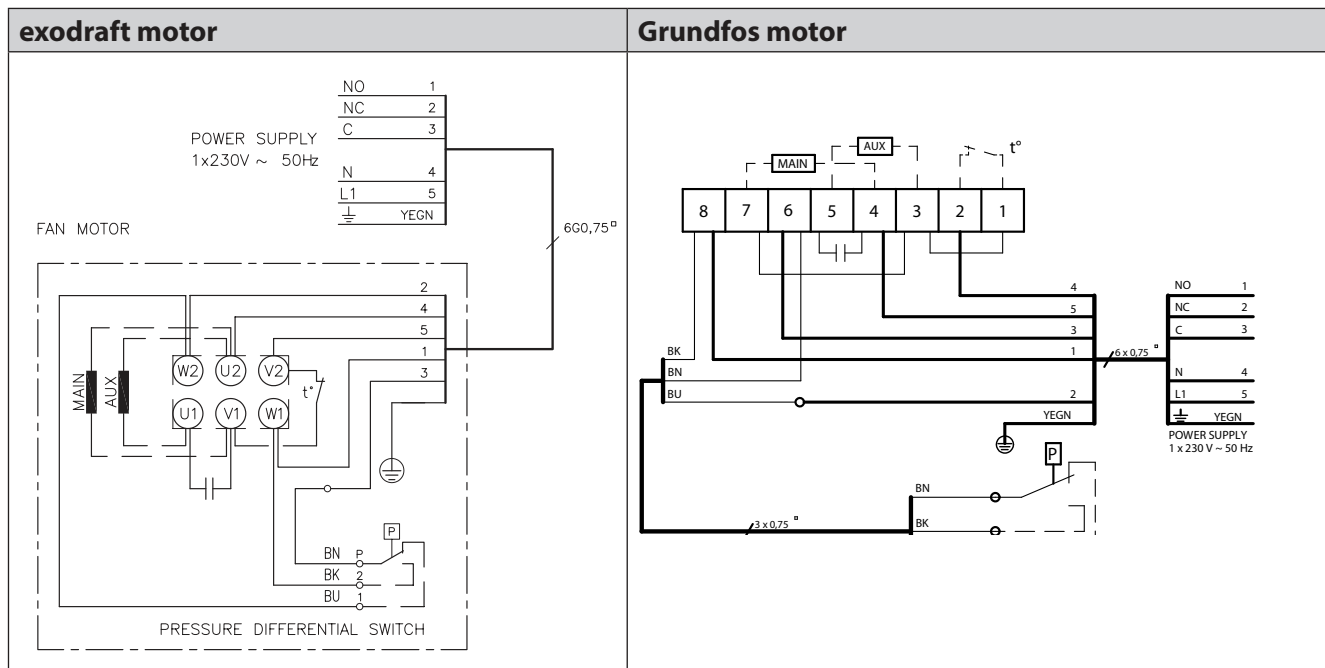 exodraft motor
NO 1
NC 2
C 3
POWER SUPPLY
1x230V ~ 50Hz
N 4
L1 5
YEGN
FAN MOTOR
6G0,75
2
4
5
1
3
MAIN
AUX
W2 U2 V2
t°
U1 V1 W1
P
BN P
BK 2
BU 1
PRESSURE DIFFERENTIAL SWITCH
Grundfos motor
AUX
MAIN
t°
8 7 6 5 4 3 2 1
4
5
3
1
2
YEGN
6 x 0,75
NO 1
NC 2
C 3
N 4
L1 5
YEGN
POWER SUPPLY
1 x 230 V ~ 50 Hz
BK
BN
BU
P
BN
BK
3 x 0,75